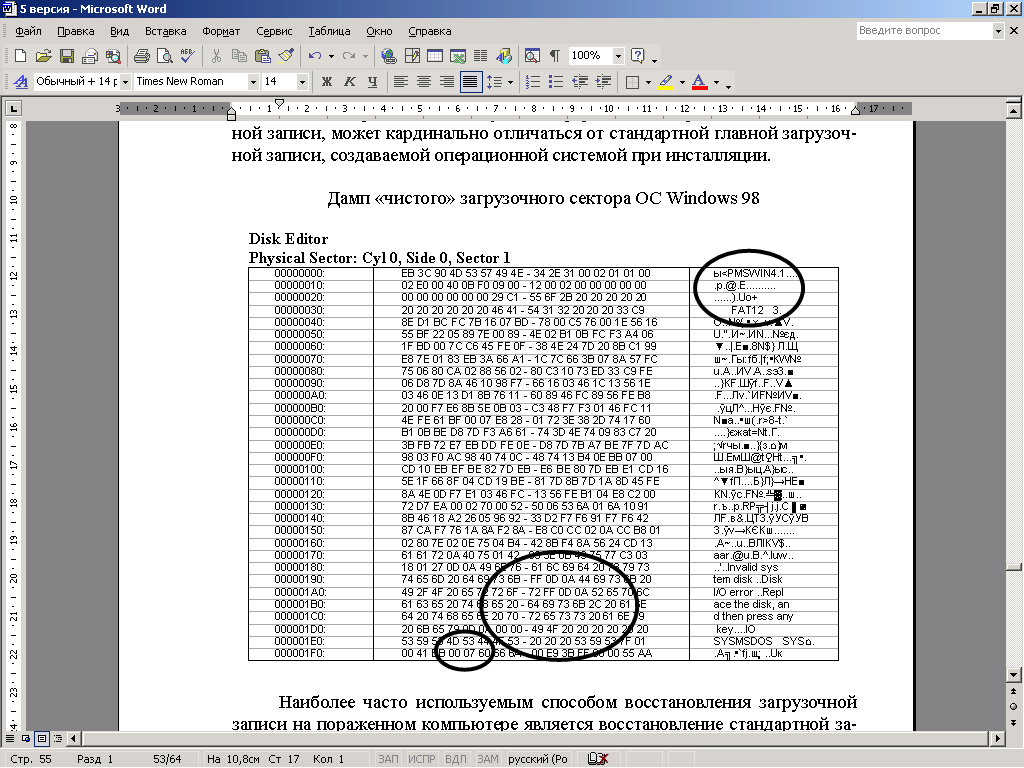 5 версия - Microsoft Word
Файл Правка Вид Вставка Формат Сервис Таблица Окно Справка
Введите вопрос
100%
Обычный + 14 г Times New Roman 14 Ж К Ч
3 2 1 1 2 3 4 5 6 7 8 9 10 11 12 13 14 15 16 17
ной записи, может кардинально отличаться от стандартной главной загрузоч-
ной записи, создаваемой операционной системой при инсталляции.
Дамп «чистого» загрузочного сектора ОС Windows 98
Disk Editor
Physical Sector: Cyl 0, Side 0, Sector 1
00000000: EB 3C 90 4D 53 57 49 4E - 34 2E 31 00 02 01 01 00 ы<PMSWIN4.1....
00000010: 02 E0 00 40 0B F0 09 00 - 12 00 02 00 00 00 00 00 .р.@.Е..........
00000020: 00 00 00 00 00 00 29 C1 - 55 6F 2B 20 20 20 20 20 ......).Uo+
00000030: 20 20 20 20 20 20 46 41 - 54 31 32 20 20 20 33 C9 FAT12 3.
00000040: 8E D1 BC FC 7B 16 07 BD - 78 00 C5 76 00 1E 56 16
00000050: 55 BF 22 05 89 7E 00 89 - 4E 02 B1 0B FC F3 A4 06
00000060: 1F BD 00 7C C6 45 FE 0F - 38 4E 24 7D 20 8B C1 99
00000070: E8 7E 01 83 EB 3A 66 A1 - 1C 7C 66 3B 07 8A 57 FC
00000080: 75 06 80 CA 02 88 56 02 - 80 C3 10 73 ED 33 C9 FE
00000090: 06 D8 7D 8A 46 10 98 F7 - 66 16 03 46 1C 13 56 1E
000000A0: 03 46 0E 13 D1 8B 76 11 - 60 89 46 FC 89 56 FE B8
000000B0: 20 00 F7 E6 8B 5E 0B 03 - C3 48 F7 F3 01 46 FC 11
000000C0: 4E FE 61 BF 00 07 E8 28 - 01 72 3E 38 2D 74 17 60
000000D0: B1 0B BE D8 7D F3 A6 61 - 74 3D 4E 74 09 83 C7 20
000000E0: 3B FB 72 E7 EB DD FE 0E - D8 7D 7B A7 BE 7F 7D AC
000000F0: 98 03 F0 AC 98 40 74 0C - 48 74 13 B4 0E BB 07 00
00000100: CD 10 EB EF BE 82 7D EB - E6 BE 80 7D EB E1 CD 16
00000110: 5E 1F 66 8F 04 CD 19 BE - 81 7D 8B 7D 1A 8D 45 FE
00000120: 8A 4E 0D F7 E1 03 46 FC - 13 56 FE B1 04 E8 C2 00
00000130: 72 D7 EA 00 02 70 00 52 - 50 06 53 6A 01 6A 10 91
00000140: 8B 46 18 A2 26 05 96 92 - 33 D2 F7 F6 91 F7 F6 42
00000150: 87 CA F7 76 1A 8A F2 8A - E8 C0 CC 02 0A CC B8 01
00000160: 02 80 7E 02 0E 75 04 B4 - 42 8B F4 8A 56 24 CD 13
00000170: 61 61 72 0A 40 75 01 42 - 75 77 C3 03
00000180: 18 01 27 0D 0A 49 6E 76 - 61 6C 69 64 20 73 79 73 ..'..Invalid sys
00000190: 74 65 6D 20 64 69 73 6B - FF 0D 0A 44 69 73 6B 20 tem disk ..Disk
000001A0: 49 2F 4F 20 65 72 72 6F - 72 FF 0D 0A 52 65 70 6C I/O error ..Repl
000001B0: 61 63 65 20 74 68 65 20 - 64 69 73 6B 2C 20 61 6E ace the disk, an
000001C0: 64 20 74 68 65 6E 20 70 - 72 65 73 73 20 61 6E 79 d then press any
000001D0: 20 6B 65 79 0D 0A 00 00 - 49 4F 20 20 20 20 20 20 key....IO
000001E0: 53 59 53 4D 53 44 4F 53 - 20 20 20 53 59 53 7F 01 SYSMSDOS SYS
000001F0: 00 41 BB 00 07 60 66 6A 00 E9 3B FF 00 00 55 AA
Наиболее часто используемым способом восстановления загрузочной
записи на пораженном компьютере является восстановление стандартной за-
Стр. 55 Разд 1 53/64 На 10,8см Ст 17 Кол 1 ЗАП ИСПР ВДЛ ЗАМ русский (Ро